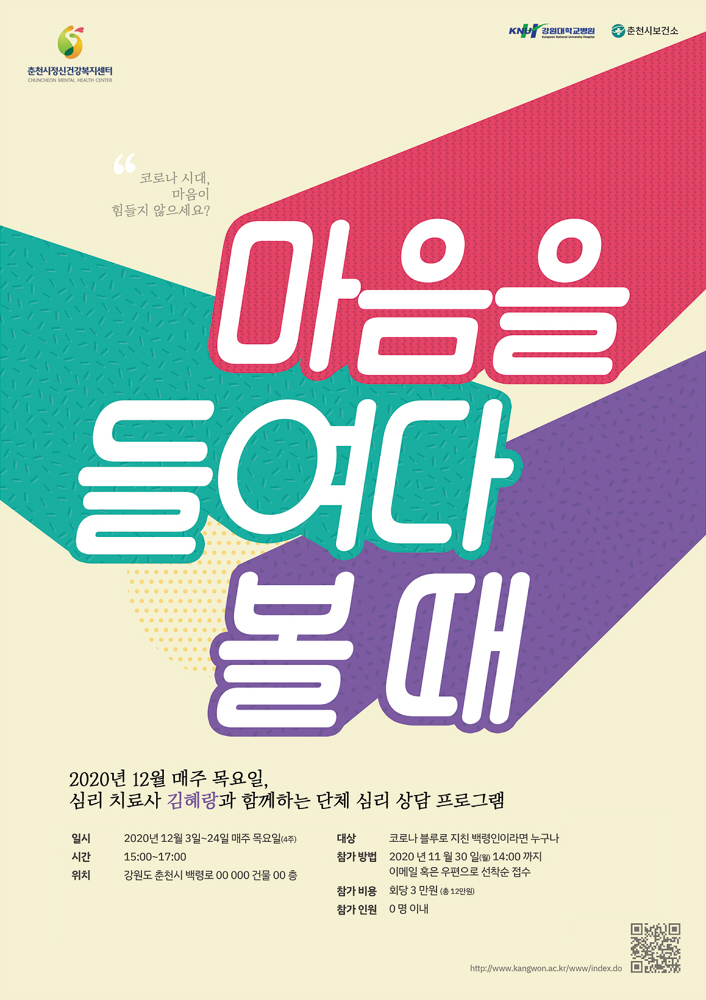 춘천시정신건강복지센터
CHUNCHEON MENTAL HEALTH CENTER
KNUH 강원대학교병원
Kangwon National University Hospital
춘천시보건소
“ 코로나 시대,
마음이
힘들지 않으세요?
마음을
들여다
볼 때
2020년 12월 매주 목요일,
심리 치료사 김혜랑과 함께하는 단체 심리 상담 프로그램
일시 2020년 12월 3일~24일 매주 목요일(4주)
시간 15:00~17:00
위치 강원도 춘천시 백령로 00 000 건물 00 층
대상 코로나 블루로 지친 백령인이라면 누구나
참가 방법 2020 년 11 월 30 일(월) 14:00 까지
이메일 혹은 우편으로 선착순 접수
참가 비용 회당 3 만원 (총 12만원)
참가 인원 0 명 이내
http://www.kangwon.ac.kr/www/index.do